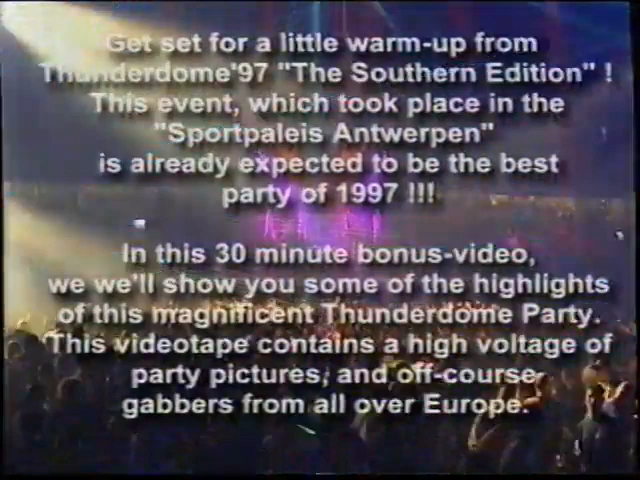 Get set for a little warm-up from
Thunderdome'97 "The Southern Edition" !
This event, which took place in the
"Sportpaleis Antwerpen"
is already expected to be the best
party of 1997 !!!
In this 30 minute bonus-video,
we we'll show you some of the highlights
of this magnificent Thunderdome Party.
This videotape contains a high voltage of
party pictures, and off-course
gabbers from all over Europe.